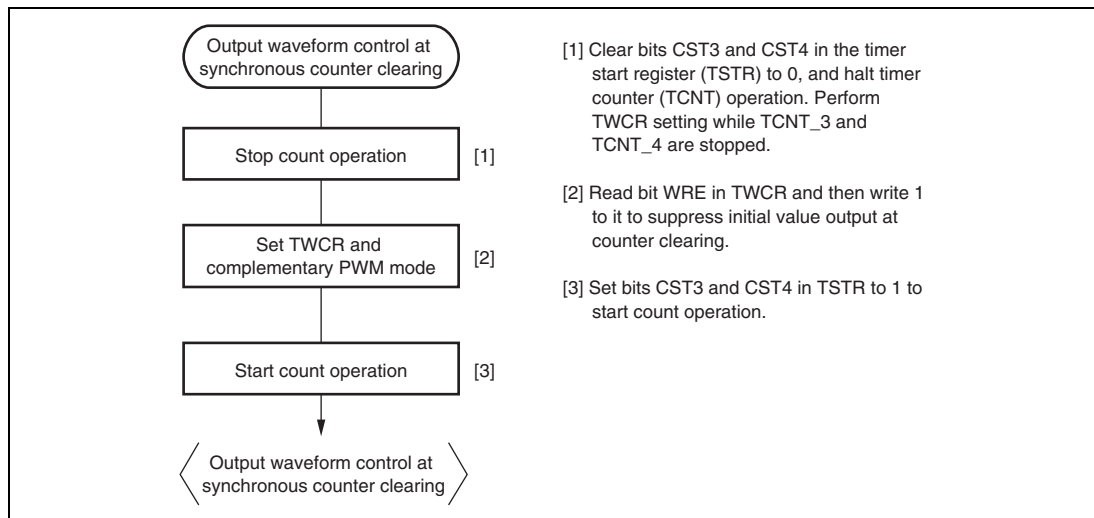 Output waveform control at
synchronous counter clearing
Stop count operation
[1]
Set TWCR and
complementary PWM mode
[2]
Start count operation
[3]
Output waveform control at
synchronous counter clearing
[1] Clear bits CST3 and CST4 in the timer
start register (TSTR) to 0, and halt timer
counter (TCNT) operation. Perform
TWCR setting while TCNT_3 and
TCNT_4 are stopped.
[2] Read bit WRE in TWCR and then write 1
to it to suppress initial value output at
counter clearing.
[3] Set bits CST3 and CST4 in TSTR to 1 to
start count operation.